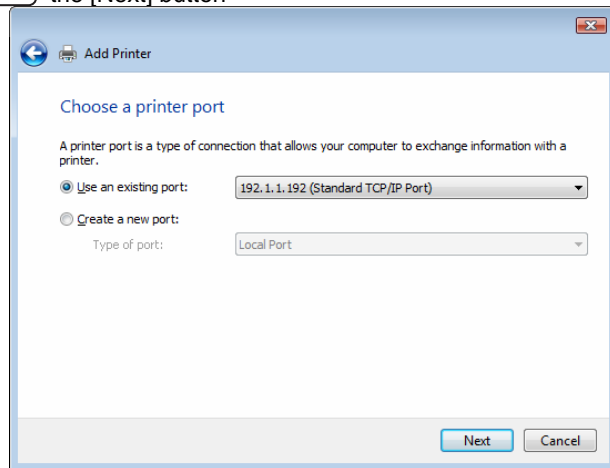 the [Next] button
Add Printer
Choose a printer port
A printer port is a type of connection that allows your computer to exchange information with a
printer.
Use an existing port: 192.1.1.192 (Standard TCP/IP Port)
Create a new port:
Type of port: Local Port
Next Cancel